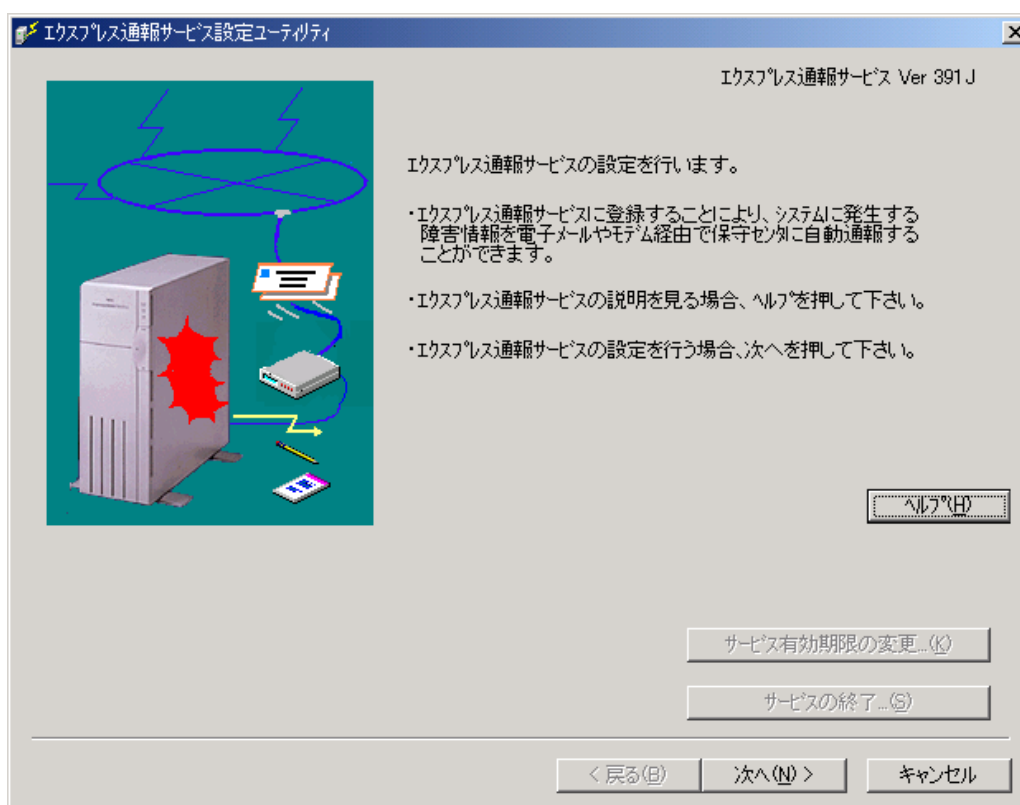 エクスプレス通報サービス設定ユーティリティ
エクスプレス通報サービス Ver 391J
エクスプレス通報サービスの設定を行います。
・エクスプレス通報サービスに登録することにより、システムに発生する
障害情報を電子メールやモデム経由で保守センタに自動通報する
ことができます。
・エクスプレス通報サービスの説明を見る場合、ヘルプを押して下さい。
・エクスプレス通報サービスの設定を行う場合、次へを押して下さい。
ヘルプ(H)
サービス有効期限の変更...(K)
サービスの終了...(S)
< 戻る(B)
次へ(N) >
キャンセル